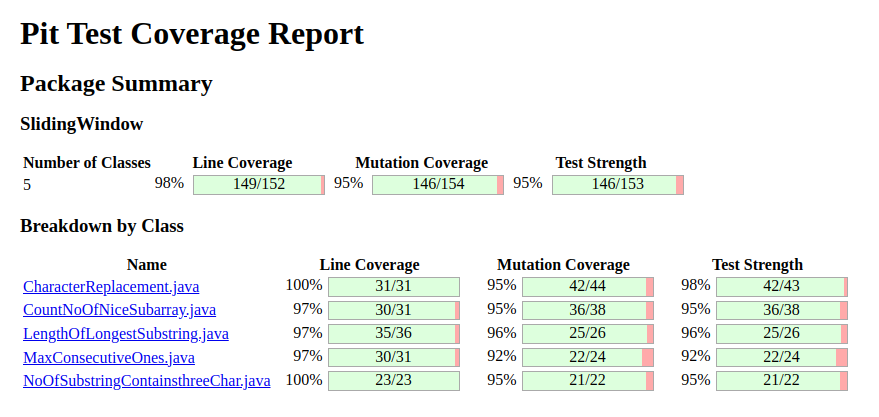 Pit Test Coverage Report
Package Summary
SlidingWindow
Number of Classes Line Coverage Mutation Coverage Test Strength
5 98% 149/152 95% 146/154 95% 146/153
Breakdown by Class
Name Line Coverage Mutation Coverage Test Strength
CharacterReplacement.java 100% 31/31 95% 42/44 98% 42/43
CountNoOfNiceSubarray.java 97% 30/31 95% 36/38 95% 36/38
LengthOfLongestSubstring.java 97% 35/36 96% 25/26 96% 25/26
MaxConsecutiveOnes.java 97% 30/31 92% 22/24 92% 22/24
NoOfSubstringContainsthreeChar.java 100% 23/23 95% 21/22 95% 21/22